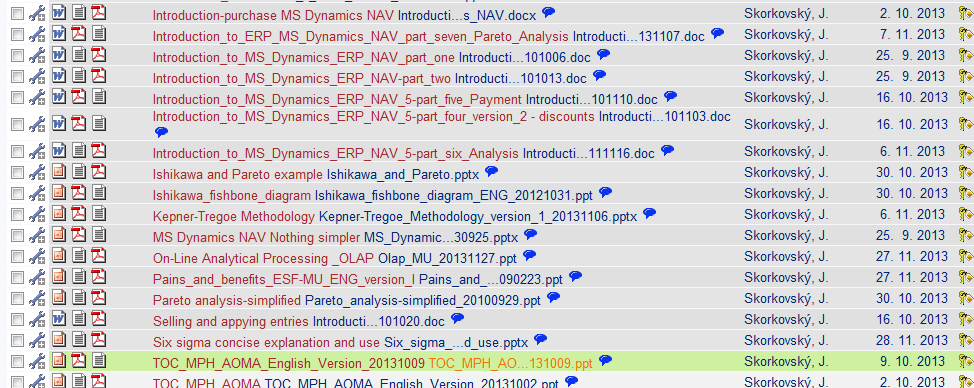 Introduction-purchase MS Dynamics NAV Introducti...s_NAV.docx Skorkovský, J. 2. 10. 2013
Introduction_to_ERP_MS_Dynamics_NAV_part_seven_Pareto_Analysis Introducti...131107.doc Skorkovský, J. 7. 11. 2013
Introduction_to_MS_Dynamics_ERP_NAV_part_one Introducti...101006.doc Skorkovský, J. 25. 9. 2013
Introduction_to_MS_Dynamics_ERP_NAV-part_two Introducti...101013.doc Skorkovský, J. 25. 9. 2013
Introduction_to_MS_Dynamics_ERP_NAV_5-part_five_Payment Introducti...101110.doc Skorkovský, J. 16. 10. 2013
Introduction_to_MS_Dynamics_ERP_NAV_5-part_four_version_2 - discounts Introducti...101103.doc Skorkovský, J. 16. 10. 2013
Introduction_to_MS_Dynamics_ERP_NAV_5-part_six_Analysis Introducti...111116.doc Skorkovský, J. 6. 11. 2013
Ishikawa and Pareto example Ishikawa_and_Pareto.pptx Skorkovský, J. 30. 10. 2013
Ishikawa_fishbone_diagram Ishikawa_fishbone_diagram_ENG_20121031.ppt Skorkovský, J. 30. 10. 2013
Kepner-Tregoe Methodology Kepner-Tregoe_Methodology_version_1_20131106.pptx Skorkovský, J. 6. 11. 2013
MS Dynamics NAV Nothing simpler MS_Dynamic...30925.pptx Skorkovský, J. 25. 9. 2013
On-Line Analytical Processing _OLAP Olap_MU_20131127.ppt Skorkovský, J. 27. 11. 2013
Pains_and_benefits_ESF-MU_ENG_version_I Pains_and_...090223.ppt Skorkovský, J. 27. 11. 2013
Pareto analysis-simplified Pareto_analysis-simplified_20100929.ppt Skorkovský, J. 30. 10. 2013
Selling and appying entries Introducti...101020.doc Skorkovský, J. 16. 10. 2013
Six sigma concise explanation and use Six_sigma_...d_use.pptx Skorkovský, J. 28. 11. 2013
TOC_MPH_AOMA_English_Version_20131009 TOC_MPH_AO...131009.ppt Skorkovský, J. 9. 10. 2013
TOC_MPH_AOMA TOC_MPH_AOMA_English_Version_20131002.ppt Skorkovský, J. 2. 10. 2013